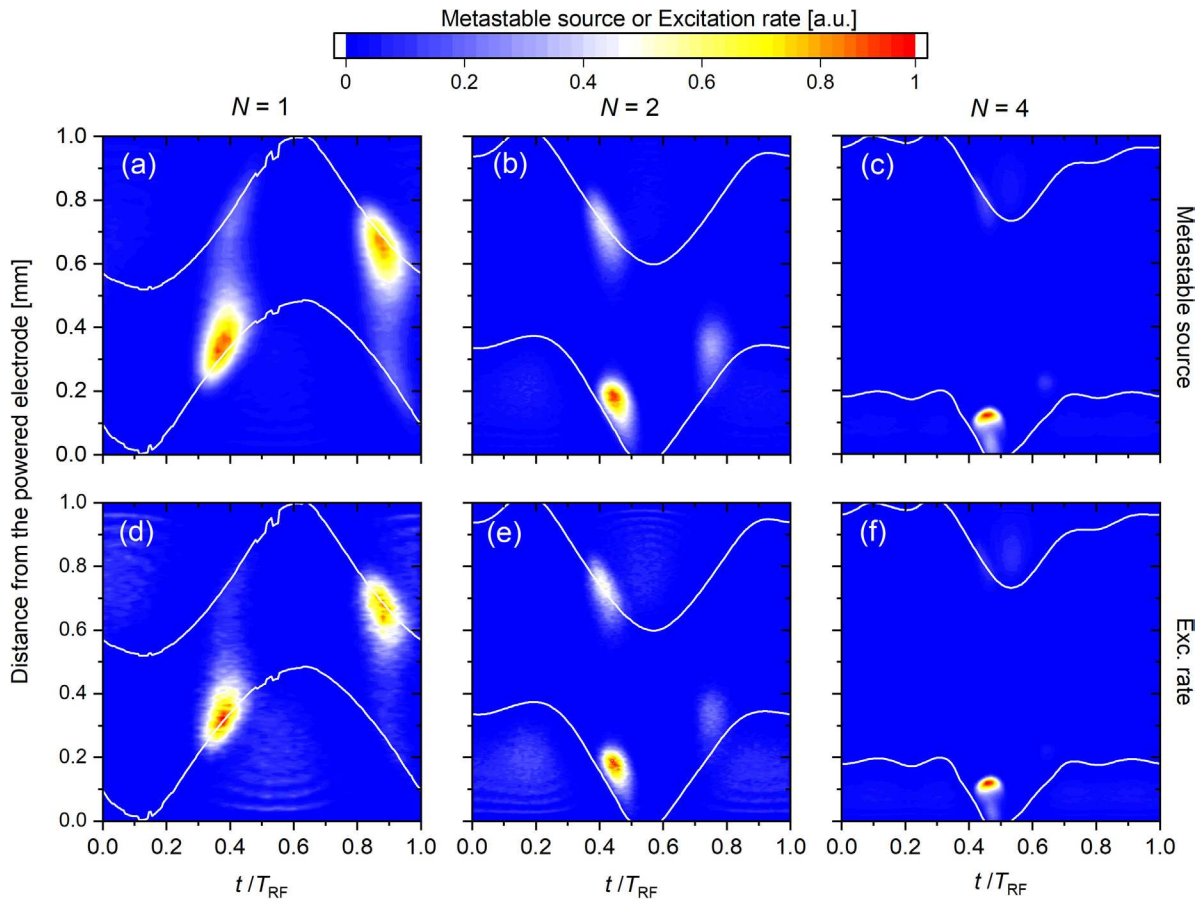 Metastable source or Excitation rate [a.u.]
0 0.2 0.4 0.6 0.8 1
N = 1 N = 2 N = 4
Distance from the powered electrode [mm]
1.0
0.8
0.6
0.4
0.2
0.0
(a) (b) (c)
Metastable source
1.0
0.8
0.6
0.4
0.2
0.0
(d) (e) (f)
Exc. rate
0.0 0.2 0.4 0.6 0.8 1.0 0.0 0.2 0.4 0.6 0.8 1.0 0.0 0.2 0.4 0.6 0.8 1.0
t /T_RF t /T_RF t /T_RF